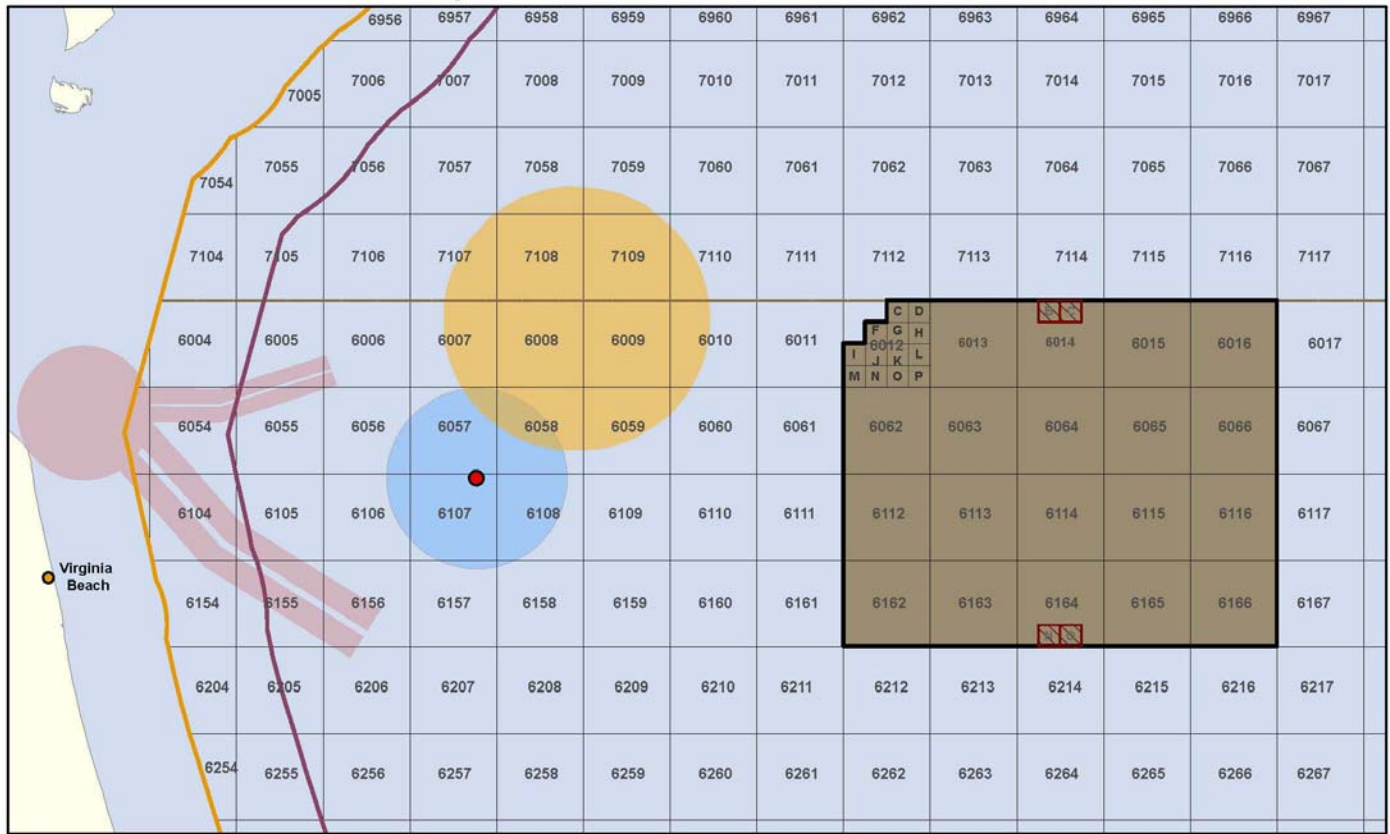 6956 6957 6958 6959 6960 6961 6962 6963 6964 6965 6966 6967
7005 7006 7007 7008 7009 7010 7011 7012 7013 7014 7015 7016 7017
7054 7055 7056 7057 7058 7059 7060 7061 7062 7063 7064 7065 7066 7067
7104 7105 7106 7107 7108 7109 7110 7111 7112 7113 7114 7115 7116 7117
C D
F G H
6004 6005 6006 6007 6008 6009 6010 6011 6012 6013 6014 6015 6016 6017
I J K L
M N O P
6054 6055 6056 6057 6058 6059 6060 6061 6062 6063 6064 6065 6066 6067
6104 6105 6106 6107 6108 6109 6110 6111 6112 6113 6114 6115 6116 6117
Virginia
Beach
6154 6155 6156 6157 6158 6159 6160 6161 6162 6163 6164 6165 6166 6167
6204 6205 6206 6207 6208 6209 6210 6211 6212 6213 6214 6215 6216 6217
6254 6255 6256 6257 6258 6259 6260 6261 6262 6263 6264 6265 6266 6267